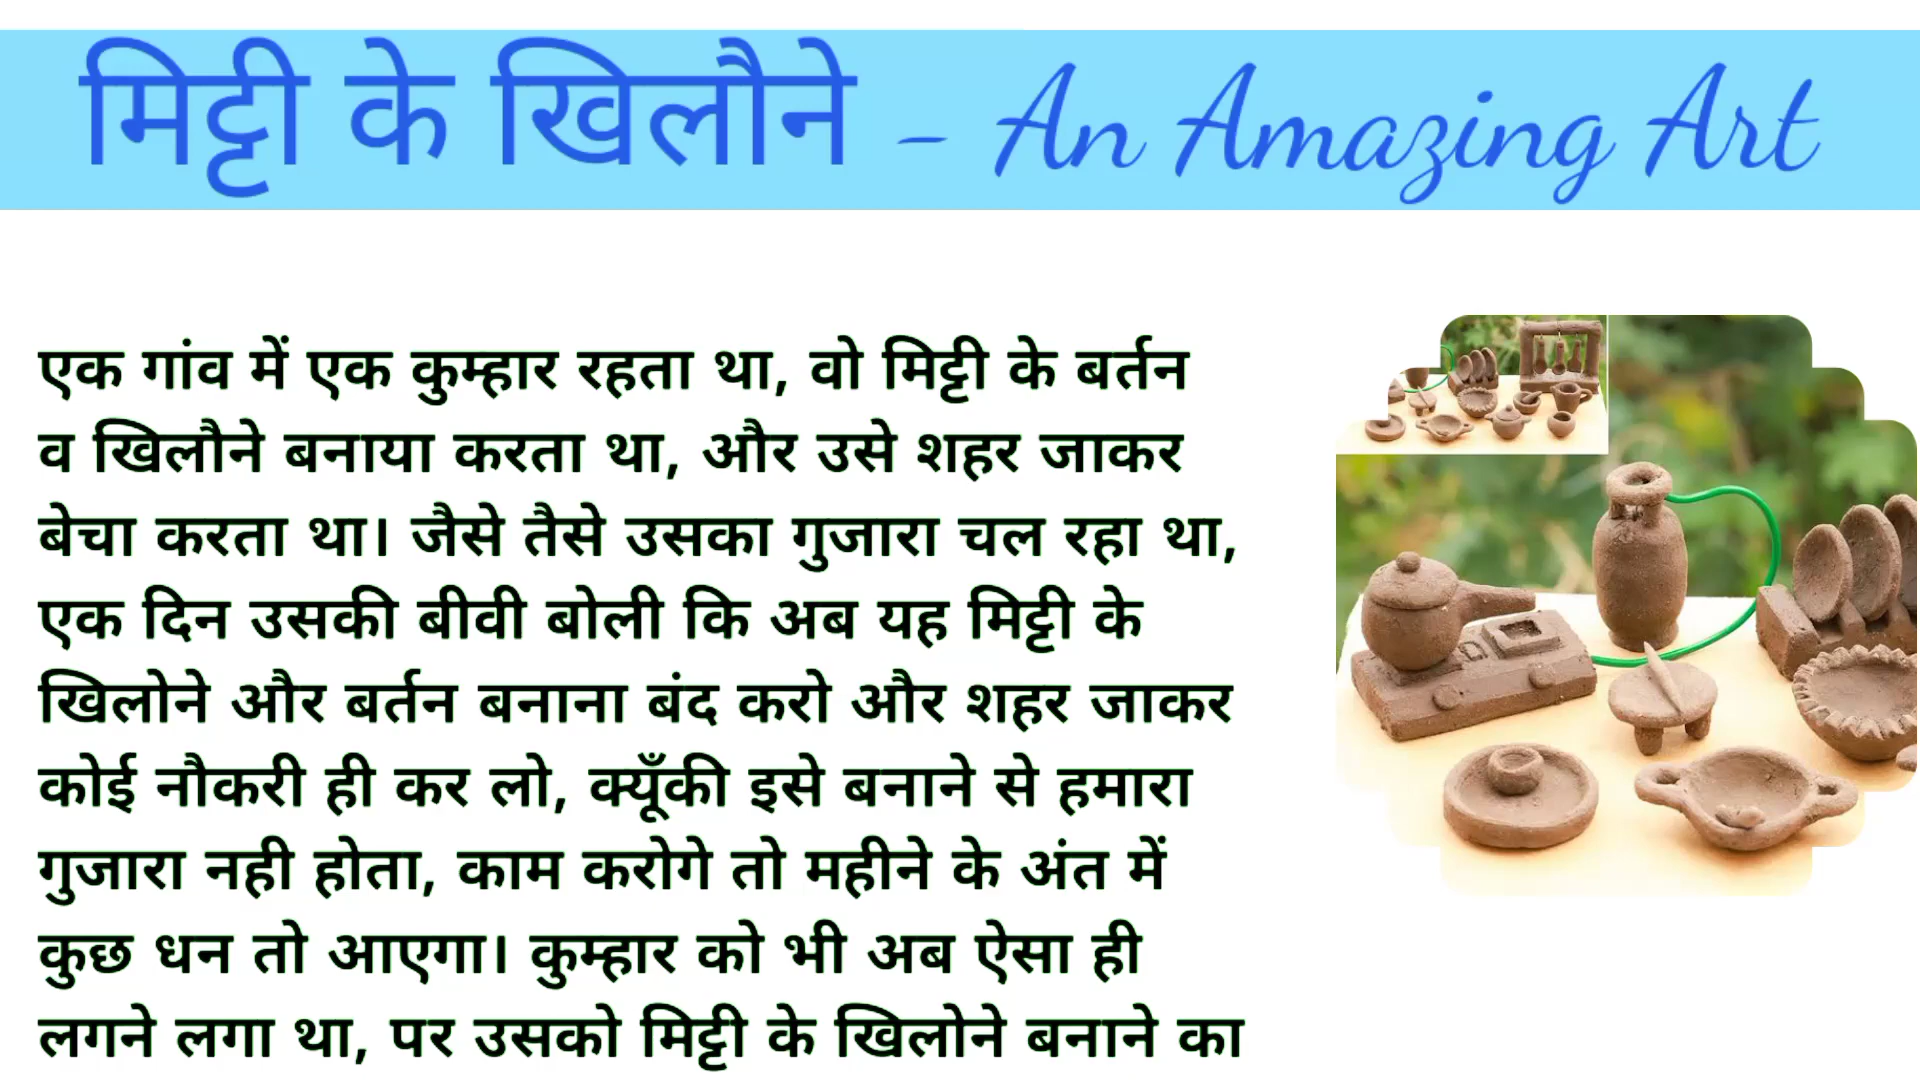 मिट्टी के खिलौने - An Amazing Art
एक गांव में एक कुम्हार रहता था, वो मिट्टी के बर्तन
व खिलौने बनाया करता था, और उसे शहर जाकर
बेचा करता था। जैसे तैसे उसका गुजारा चल रहा था,
एक दिन उसकी बीवी बोली कि अब यह मिट्टी के
खिलोने और बर्तन बनाना बंद करो और शहर जाकर
कोई नौकरी ही कर लो, क्यूँकी इसे बनाने से हमारा
गुजारा नही होता, काम करोगे तो महीने के अंत में
कुछ धन तो आएगा। कुम्हार को भी अब ऐसा ही
लगने लगा था, पर उसको मिट्टी के खिलोने बनाने का